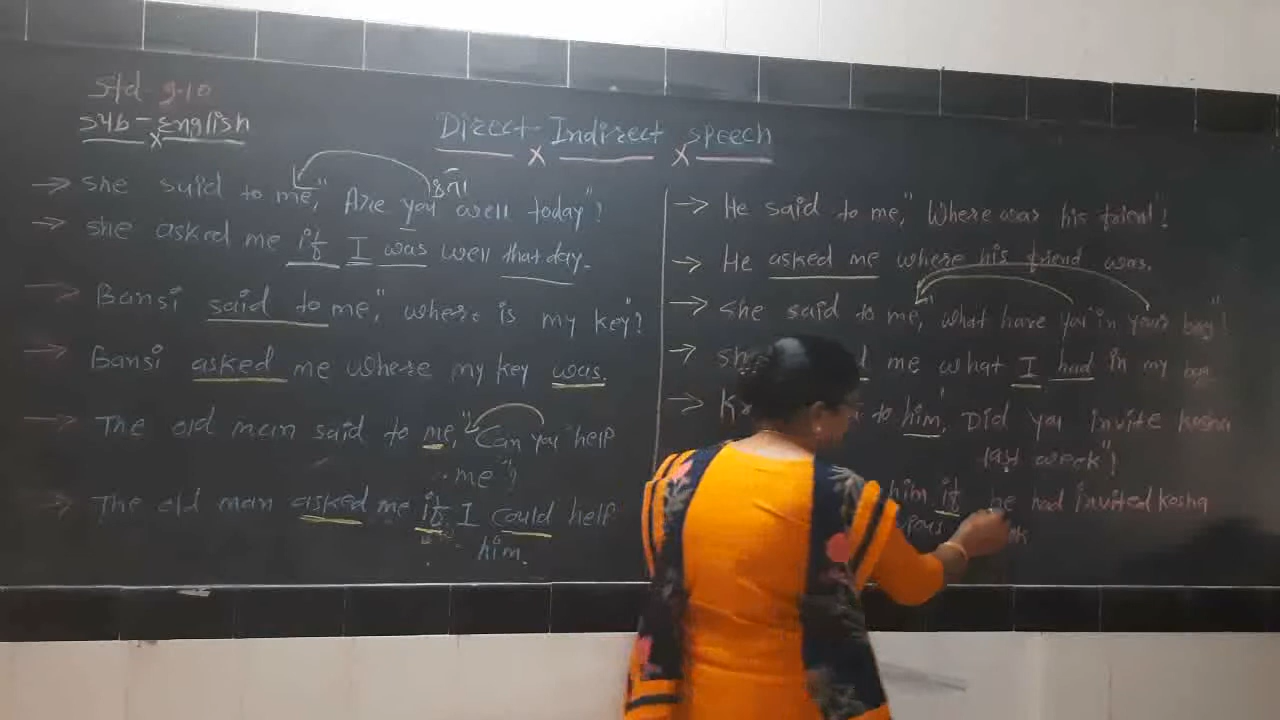 Std 9-10
Sub - English
Direct - Indirect speech
→ She said to me, "Are you well today"?
→ She asked me if I was well that day.
→ Bansi said to me," where is my key"?
→ Bansi asked me where my key was.
→ The old man said to me, "Can you help
me"?
→ The old man asked me if I could help
him.
→ He said to me," Where was his friend"!
→ He asked me where his friend was.
→ She said to me," what have you in your bag"!
→ she me what I had in my bag.
→ to him, Did you invite kosha
last week"!
him if he had invited kosha